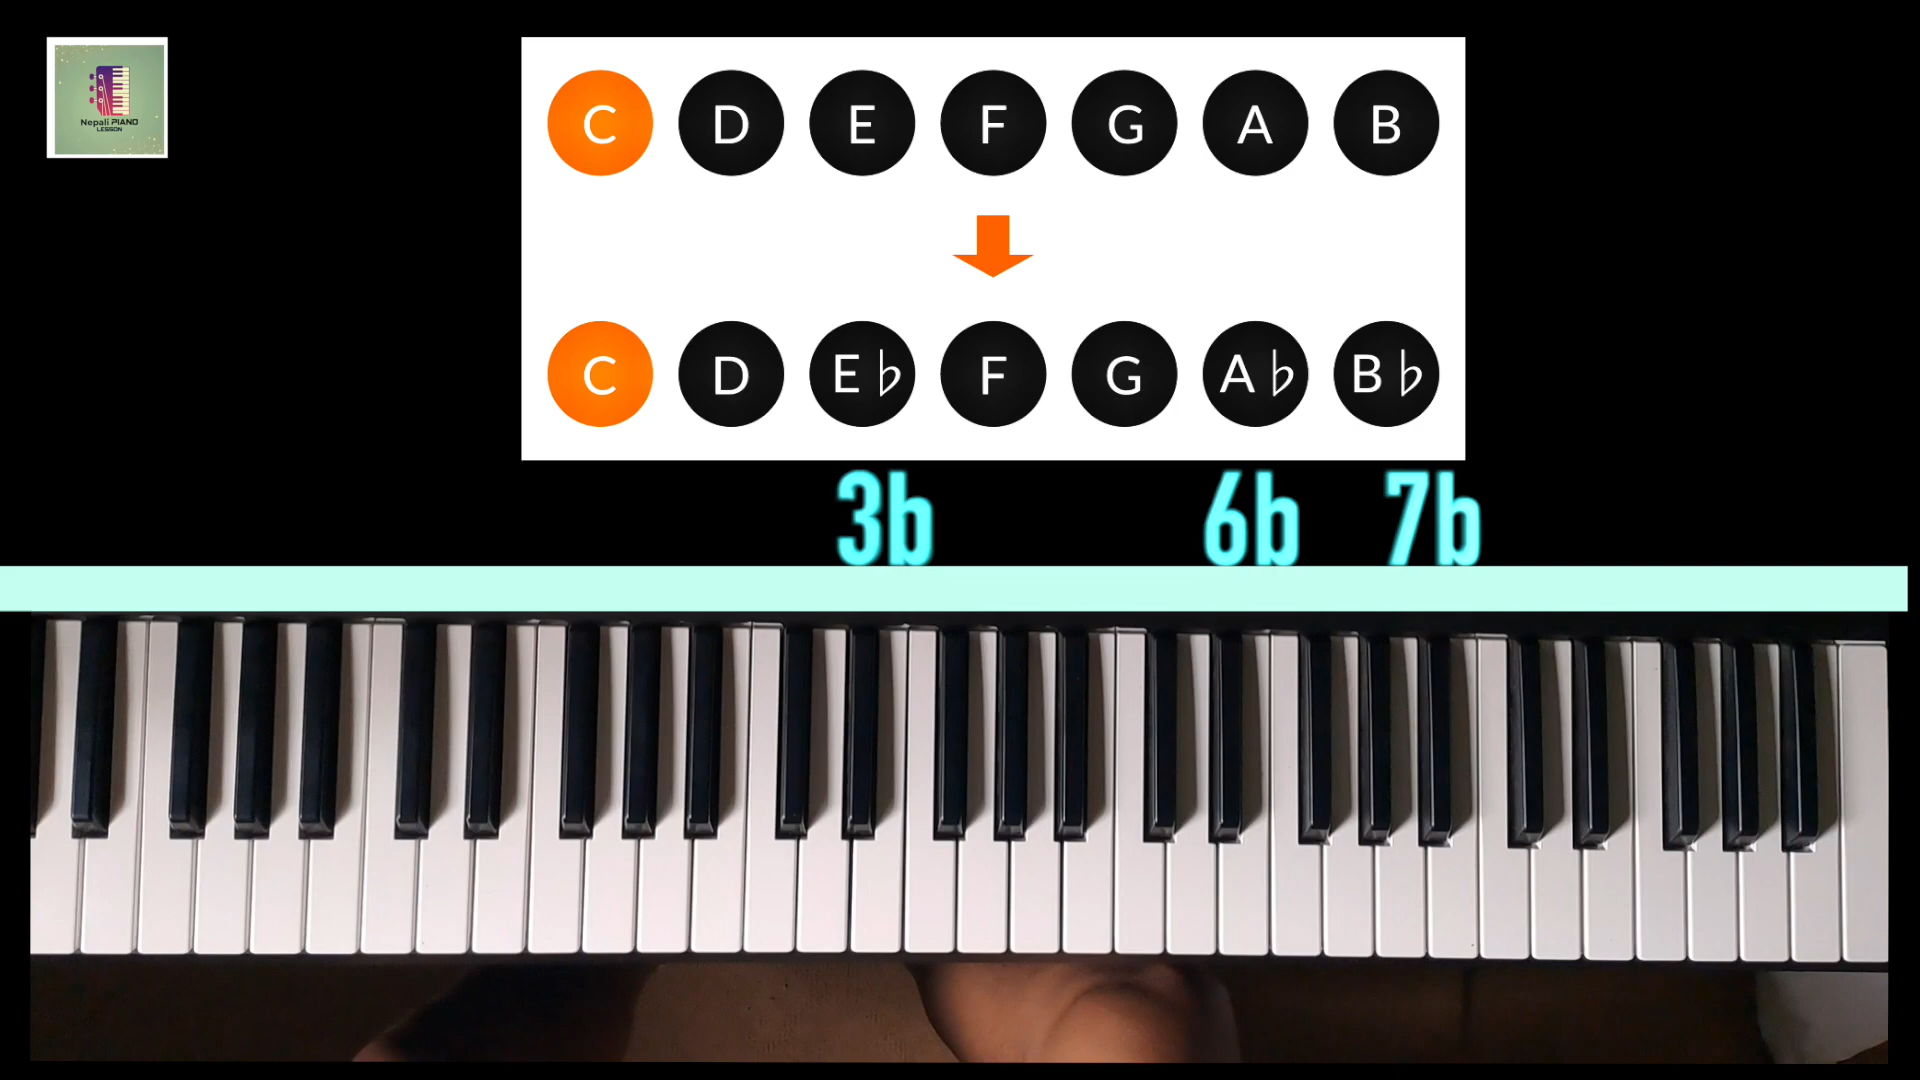 Nepali PIANO
LESSON
C D E F G A B
C D E♭ F G A♭ B♭
3b 6b 7b